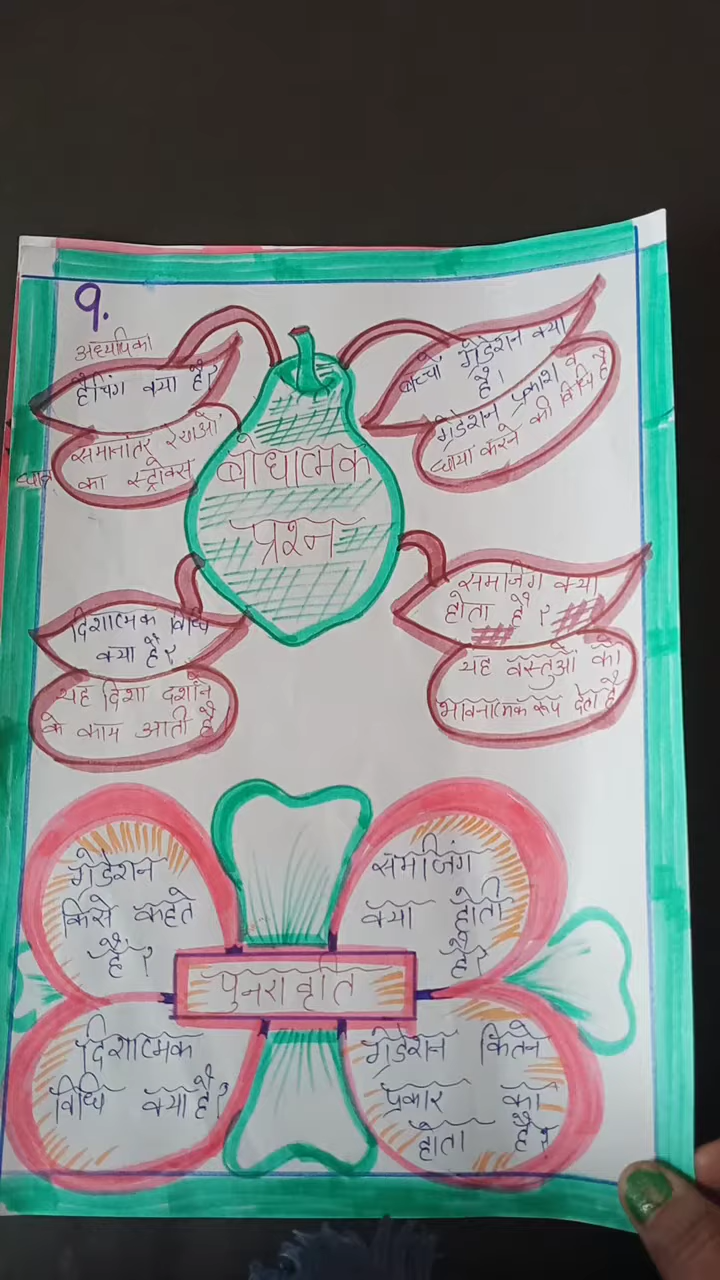 ९.
अध्यापिका
हैचिंग क्या है?
समानांतर रेखाओं
का स्ट्रोक्स
बच्चों ग्रेडेशन क्या
है।
ग्रेडेशन प्रकाश व
छाया करने की विधि है
बोधात्मक
प्रश्न
दिशात्मक विधि
क्या है?
यह दिशा दर्शाने
के काम आती है।
समाजिंग क्या
होता है?
यह वस्तुओं को
भावनात्मक रूप देता है
ग्रेडेशन
किसे कहते
है?
समजिंग
क्या होती
है?
पुनरावृति
दिशात्मक
विधि क्या है?
ग्रेडेशन कितने
प्रकार का
होता है?